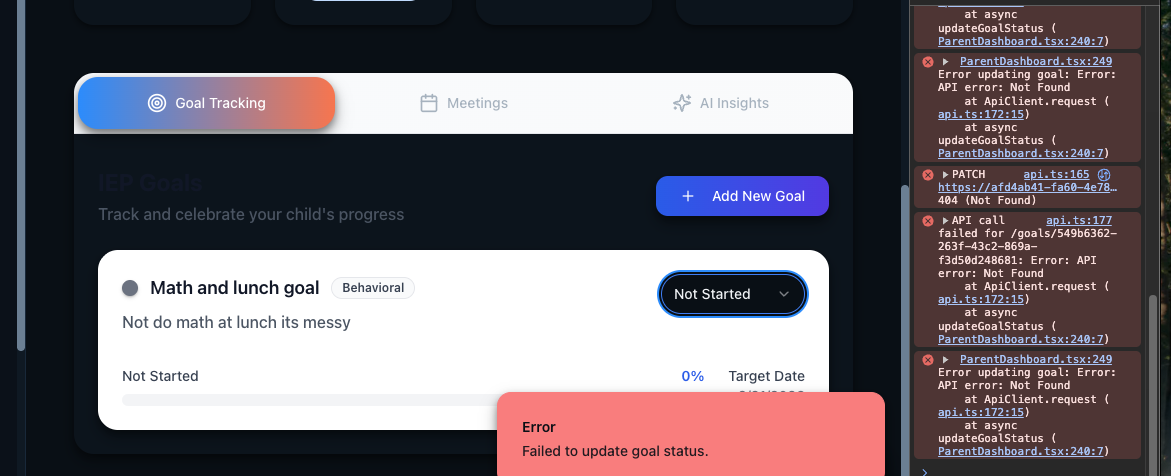 Goal Tracking
Meetings
AI Insights
IEP Goals
Track and celebrate your child's progress
+ Add New Goal
Math and lunch goal
Behavioral
Not Started
Not do math at lunch its messy
Not Started
0%
Target Date
Error
Failed to update goal status.
at async
updateGoalStatus (
ParentDashboard.tsx:240:7)
ParentDashboard.tsx:249
Error updating goal: Error:
API error: Not Found
at ApiClient.request (
api.ts:172:15)
at async
updateGoalStatus (
ParentDashboard.tsx:240:7)
PATCH api.ts:165
https://afd4ab41-fa60-4e78…
404 (Not Found)
API call api.ts:177
failed for /goals/549b6362-
263f-43c2-869a-
f3d50d248681: Error: API
error: Not Found
at ApiClient.request (
api.ts:172:15)
at async
updateGoalStatus (
ParentDashboard.tsx:240:7)
ParentDashboard.tsx:249
Error updating goal: Error:
API error: Not Found
at ApiClient.request (
api.ts:172:15)
at async
updateGoalStatus (
ParentDashboard.tsx:240:7)